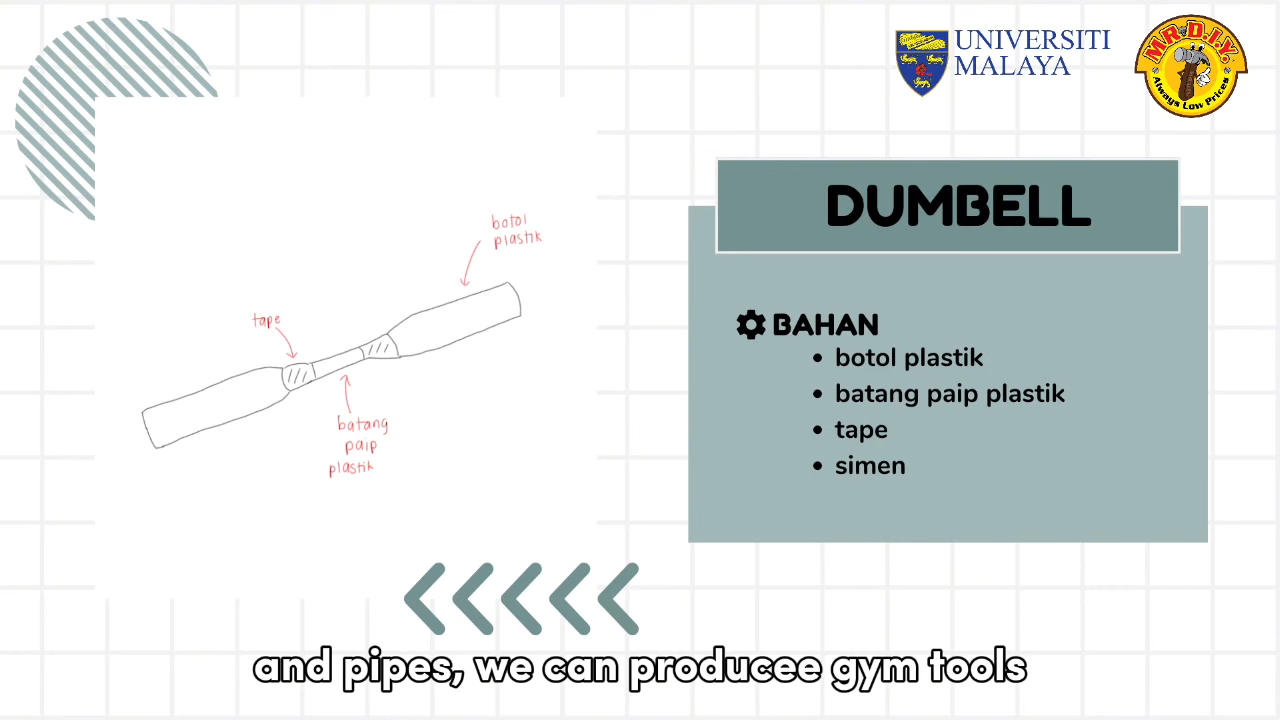 UNIVERSITI
MALAYA
MR.D.I.Y.
Always Low Prices
DUMBELL
botol
plastik
tape
batang
paip
plastik
BAHAN
botol plastik
batang paip plastik
tape
simen
and pipes, we can producee gym tools